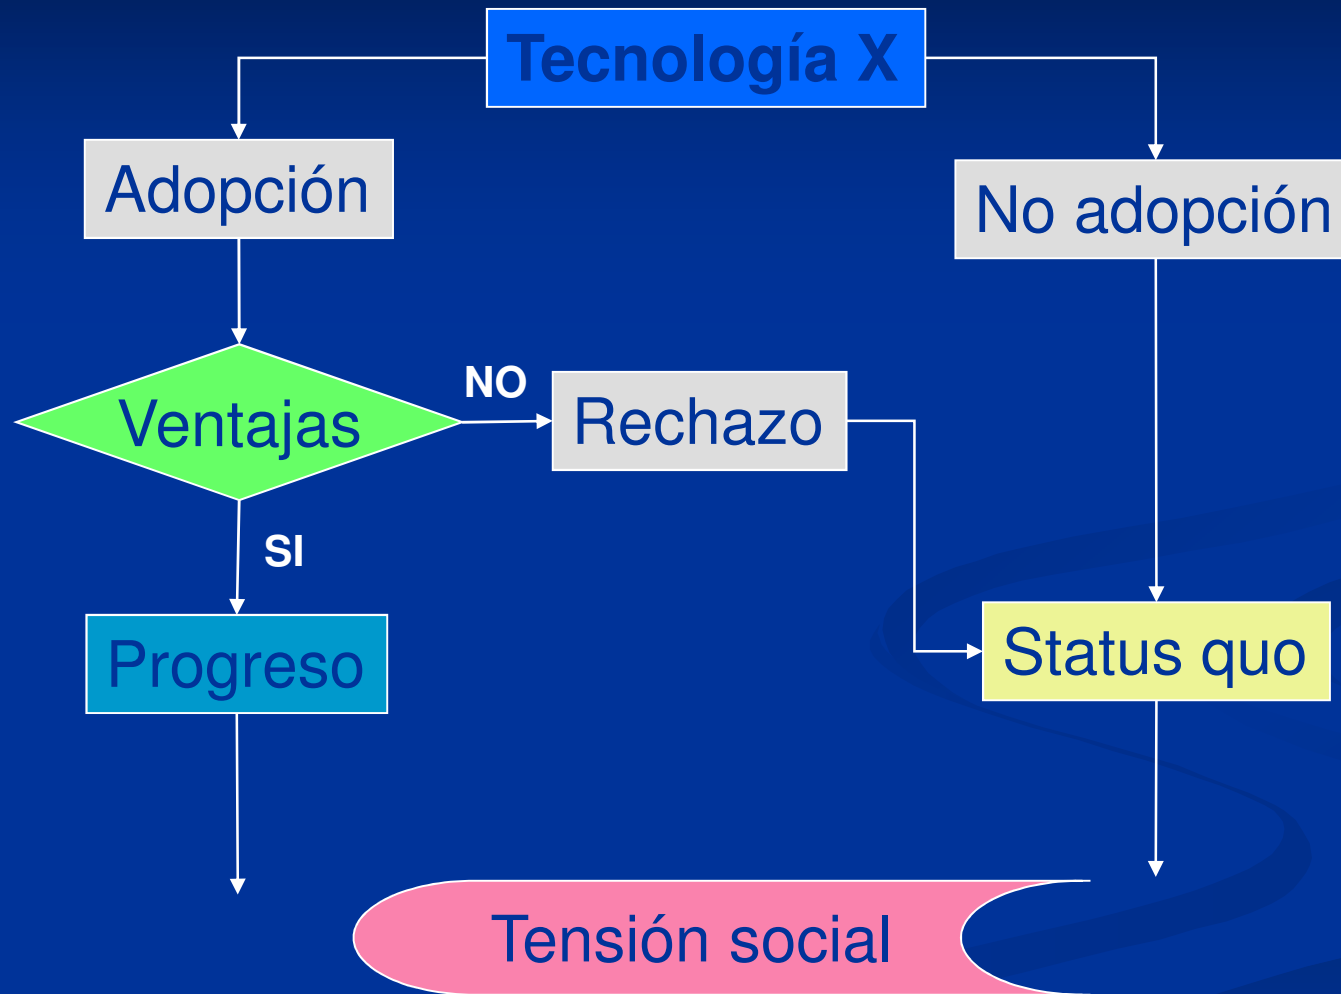 Tecnología X
Adopción
No adopción
Ventajas
NO
Rechazo
SI
Progreso
Status quo
Tensión social